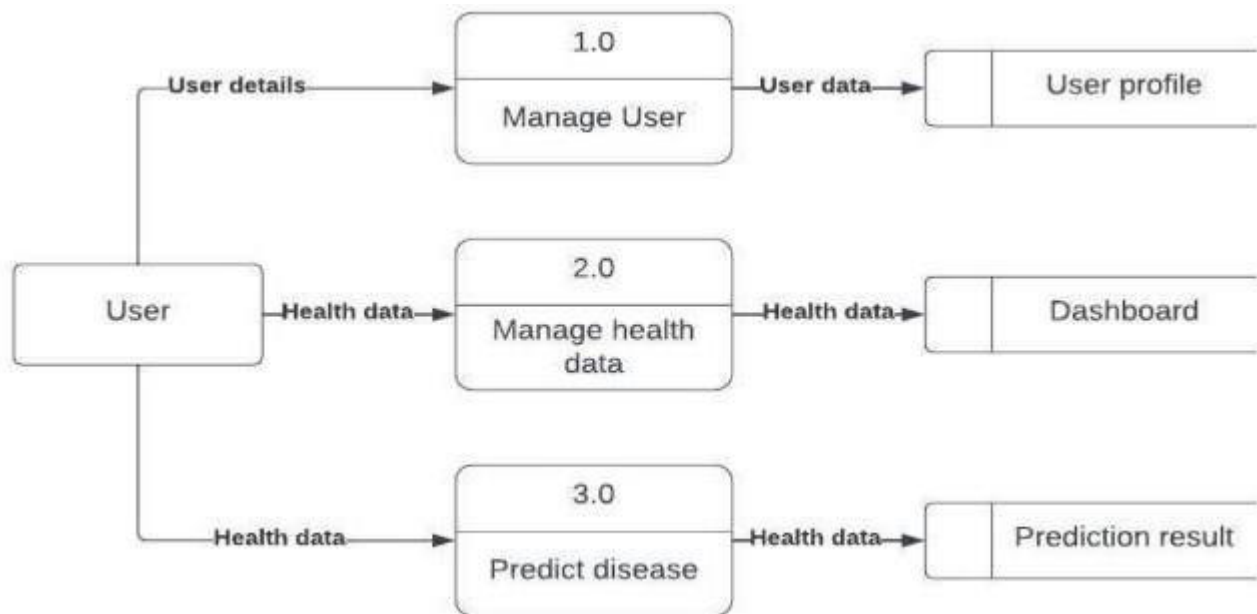 1.0
User details
Manage User
User data
User profile
User
Health data
2.0
Manage health
data
Health data
Dashboard
Health data
3.0
Predict disease
Health data
Prediction result